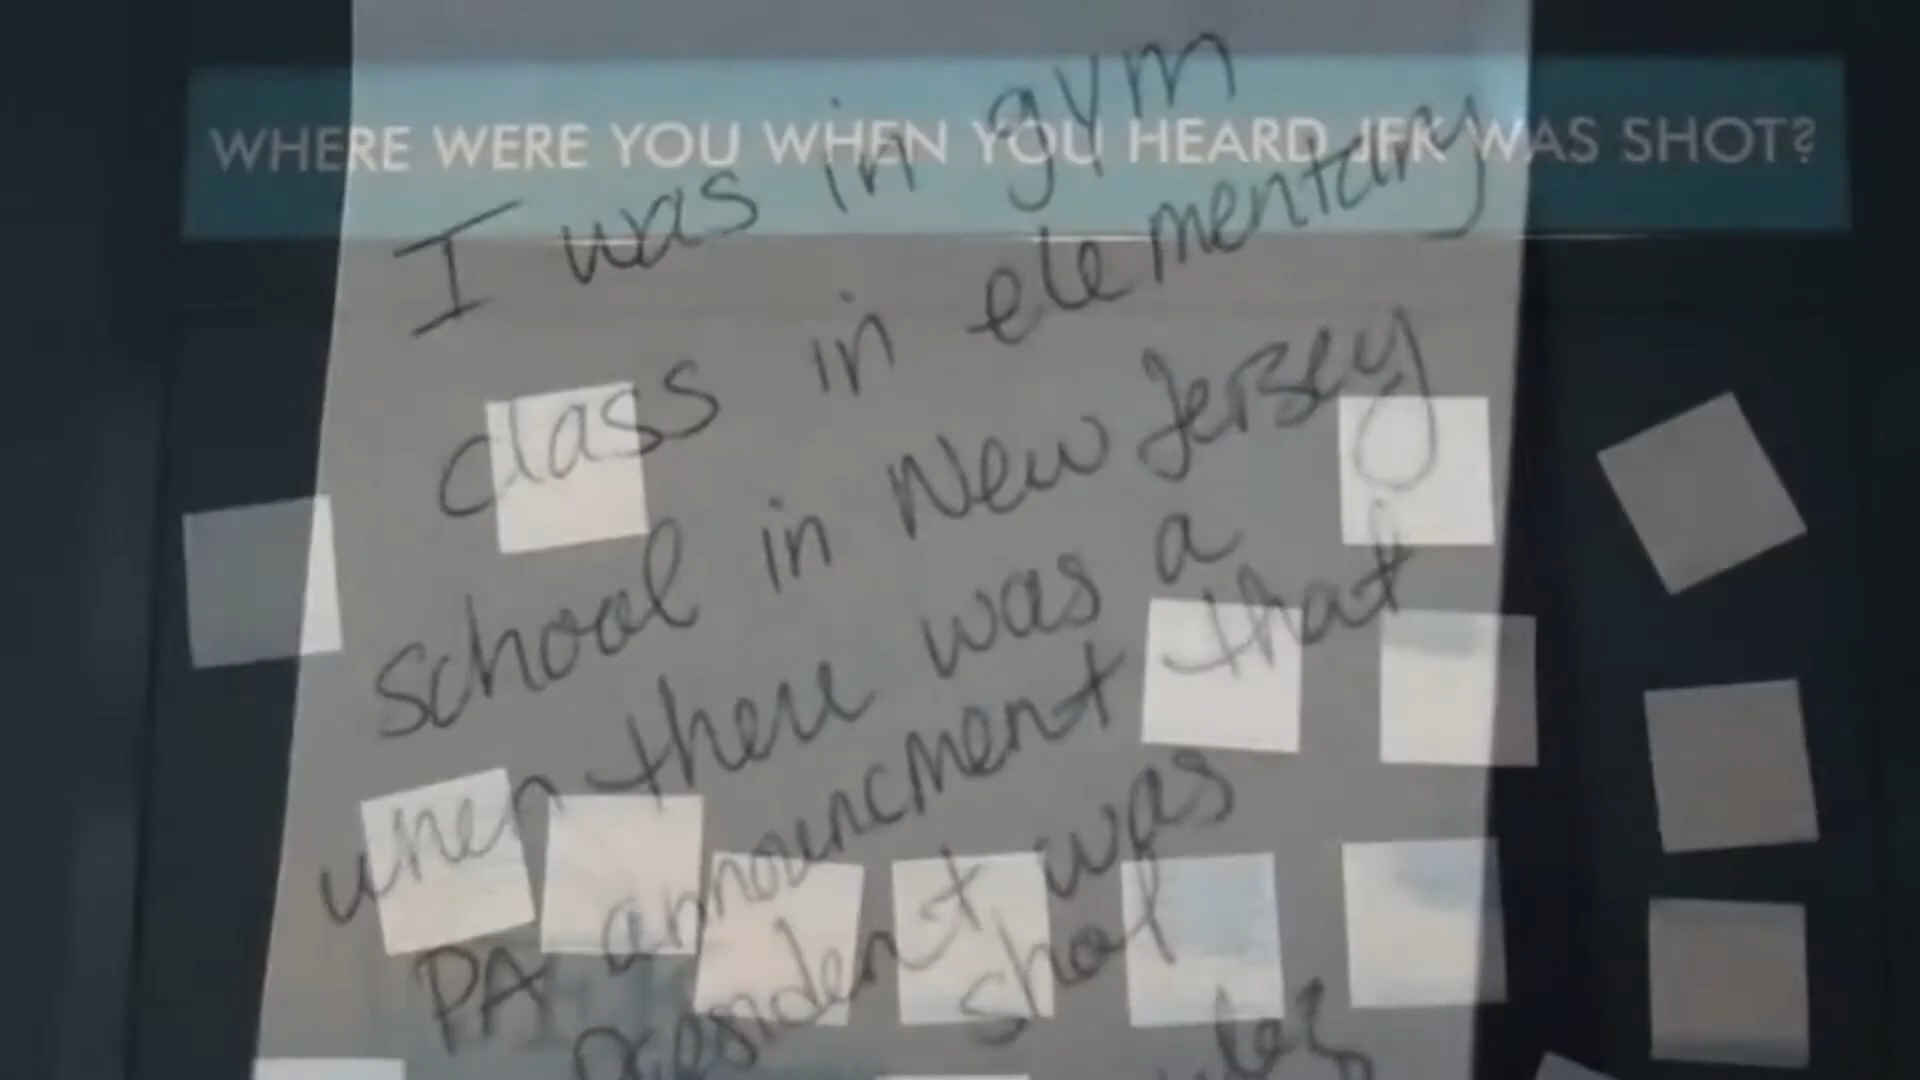 WHERE WERE YOU WHEN YOU HEARD JFK WAS SHOT?
I was in gym
class in elementary
school in New Jersey
when there was a
PA announcment that
President was
shot